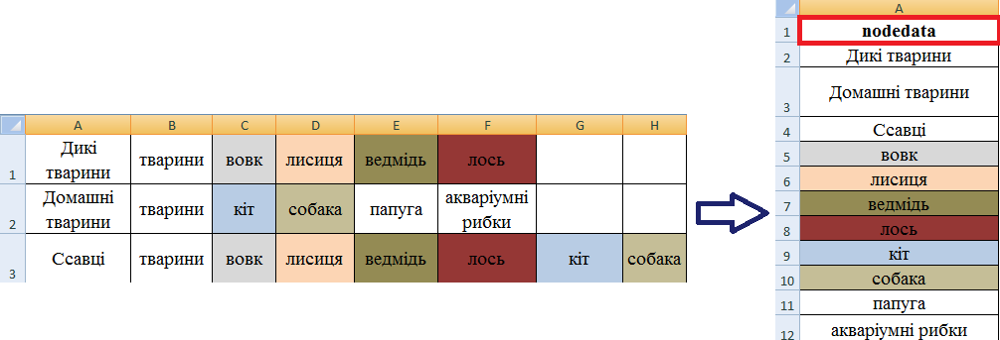 A B C D E F G H
1 Дикі тварини тварини вовк лисиця ведмідь лось
2 Домашні тварини тварини кіт собака папуга акваріумні рибки
3 Ссавці тварини вовк лисиця ведмідь лось кіт собака
A
1 nodedata
2 Дикі тварини
3 Домашні тварини
4 Ссавці
5 вовк
6 лисиця
7 ведмідь
8 лось
9 кіт
10 собака
11 папуга
12 акваріумні рибки